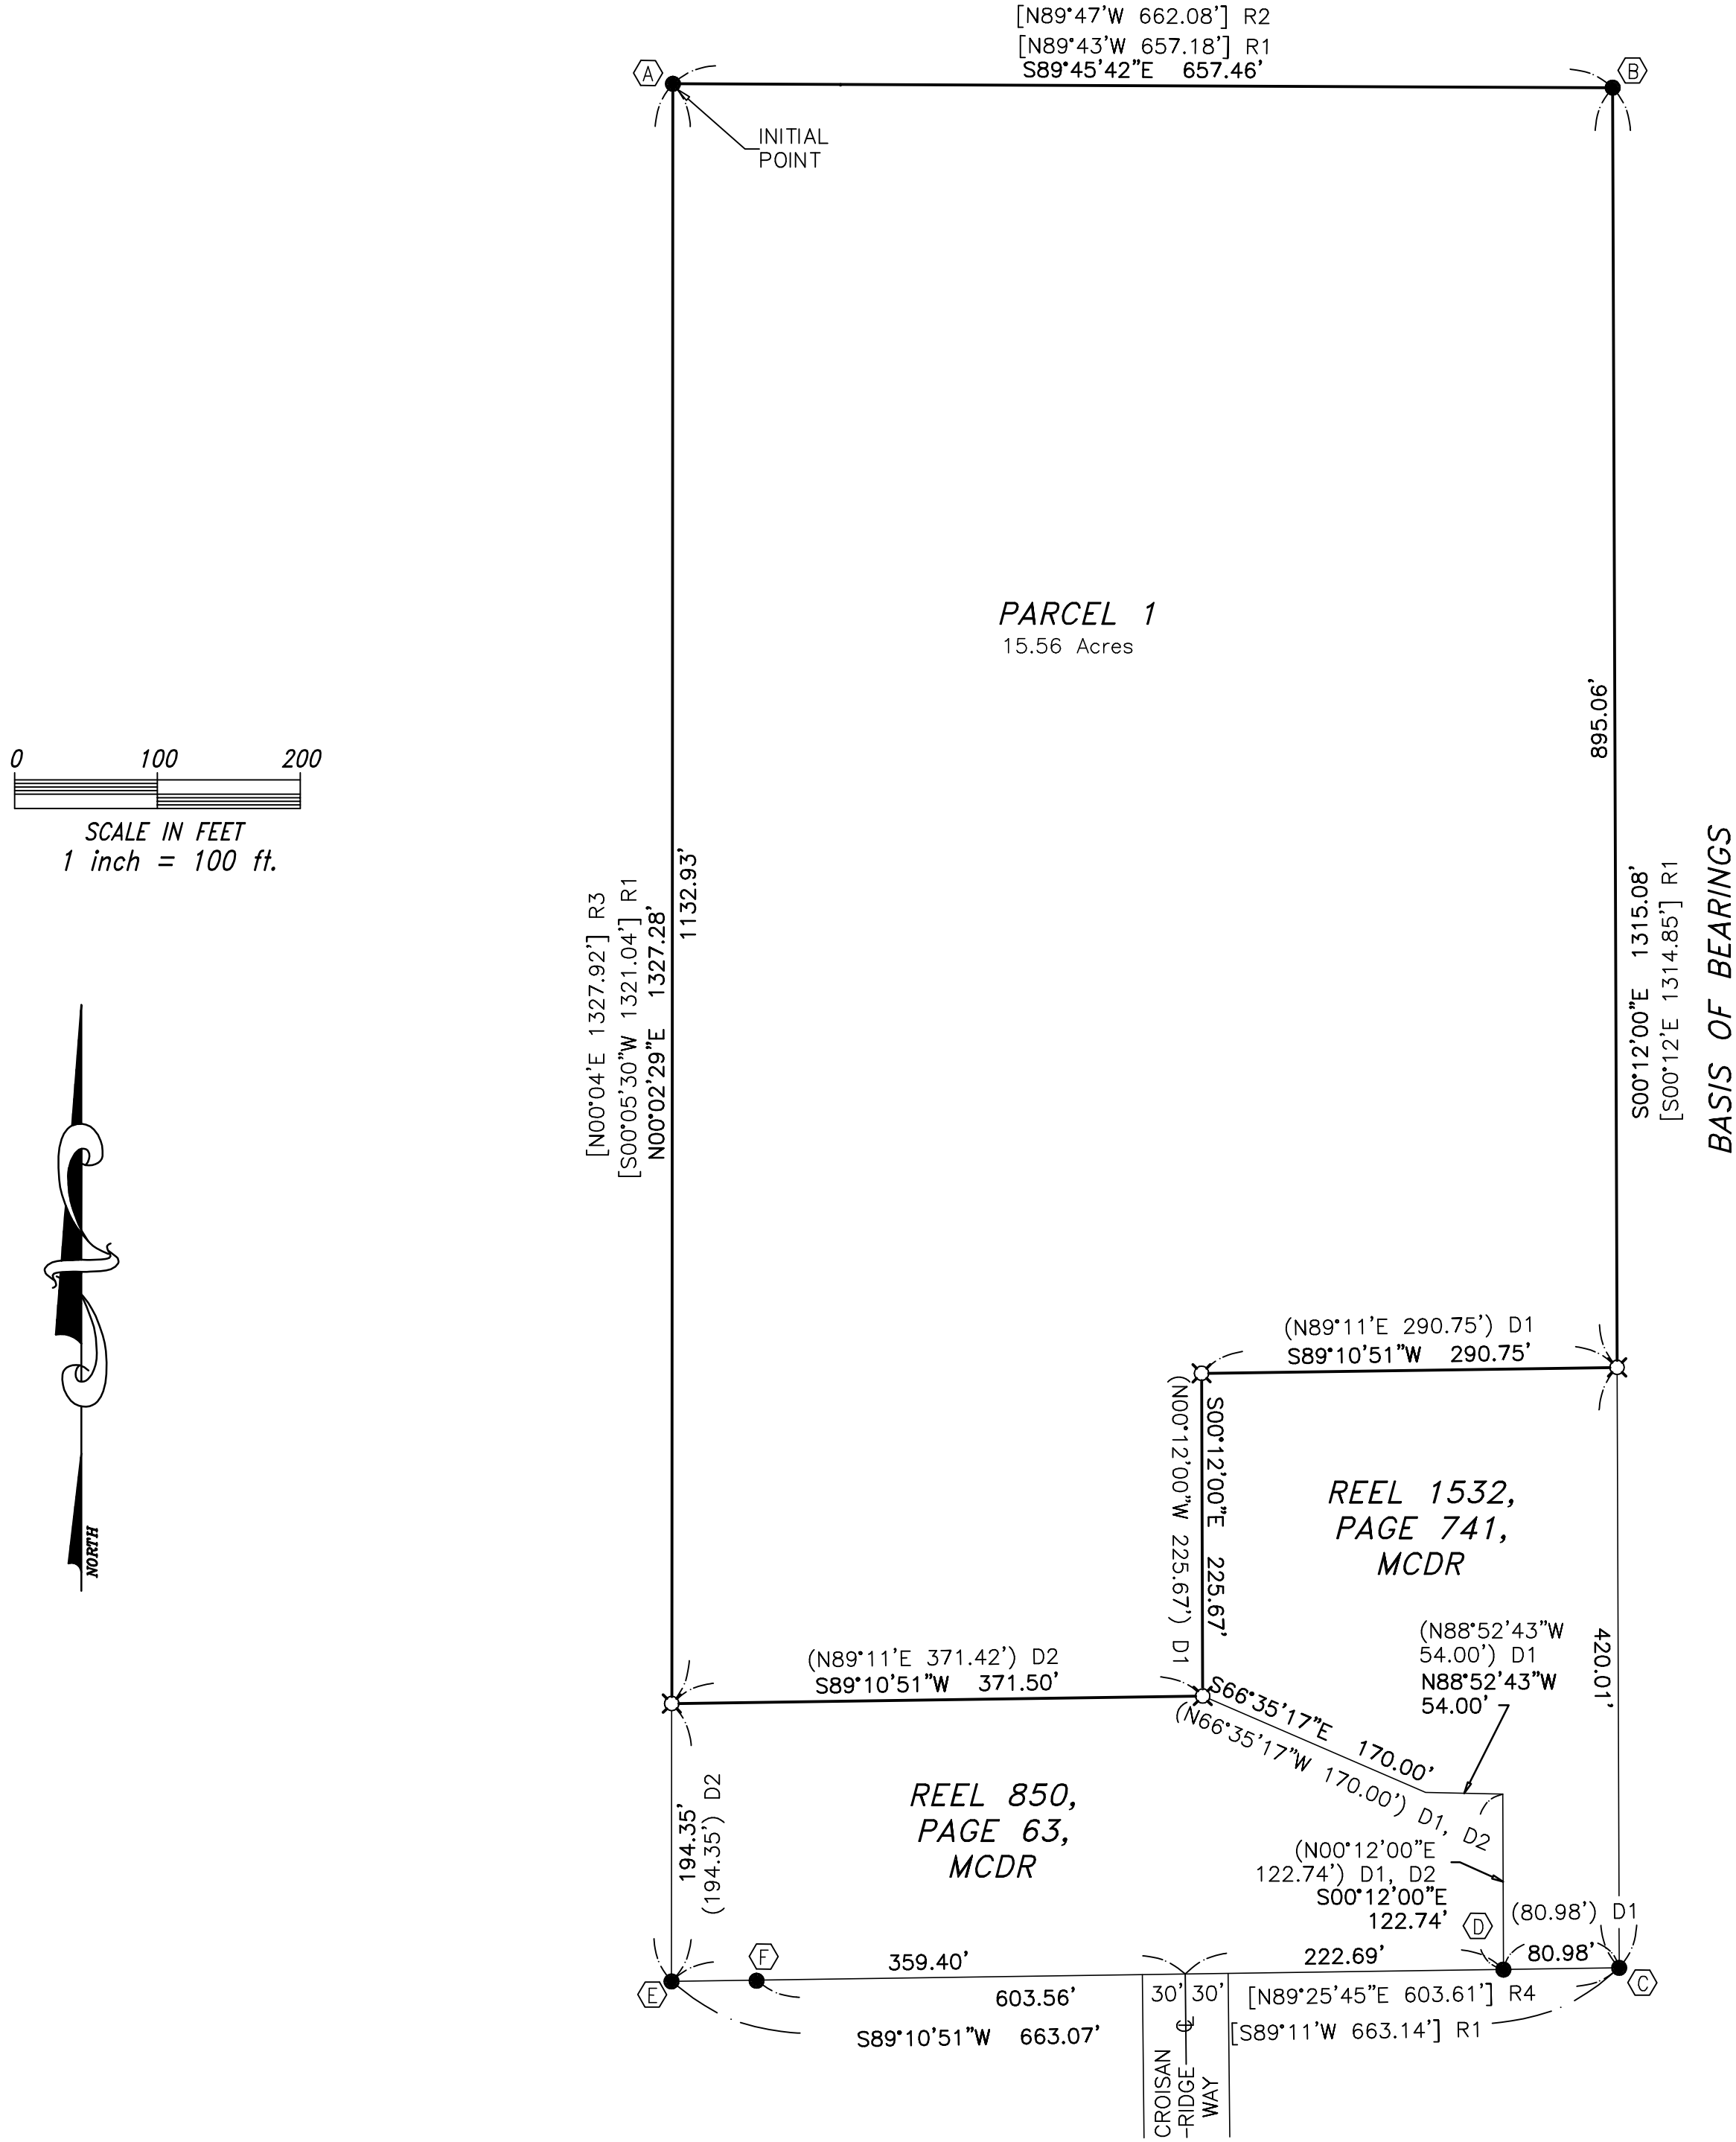 [N89°47'W 662.08'] R2
[N89°43'W 657.18'] R1
S89°45'42"E 657.46'
A
B
INITIAL
POINT
PARCEL 1
15.56 Acres
895.06'
0 100 200
SCALE IN FEET
1 inch = 100 ft.
[N00°04'E 1327.92'] R3
[S00°05'30"W 1321.04'] R1
N00°02'29"E 1327.28'
1132.93'
S00°12'00"E 1315.08'
[S00°12'E 1314.85'] R1
BASIS OF BEARINGS
NORTH
(N89°11'E 290.75') D1
S89°10'51"W 290.75'
(N00°12'00"W 225.67') D1
S00°12'00"E 225.67'
REEL 1532,
PAGE 741,
MCDR
(N88°52'43"W
54.00') D1
N88°52'43"W
54.00'
420.01'
(N89°11'E 371.42') D2
S89°10'51"W 371.50'
S66°35'17"E 170.00'
(N66°35'17"W 170.00') D1, D2
REEL 850,
PAGE 63,
MCDR
194.35'
(194.35') D2
(N00°12'00"E
122.74') D1, D2
S00°12'00"E
122.74'
D
(80.98') D1
80.98'
C
E
F
359.40'
222.69'
603.56'
30' 30'
[N89°25'45"E 603.61'] R4
S89°10'51"W 663.07'
[S89°11'W 663.14'] R1
CL
CROISAN
RIDGE
WAY